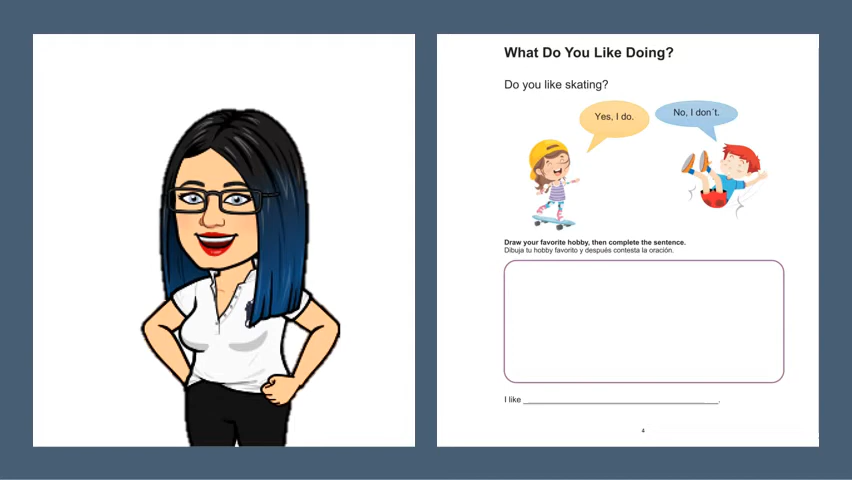 What Do You Like Doing?
Do you like skating?
Yes, I do.
No, I don´t.
Draw your favorite hobby, then complete the sentence.
Dibuja tu hobby favorito y después contesta la oración.
I like ___________________________________________.
4